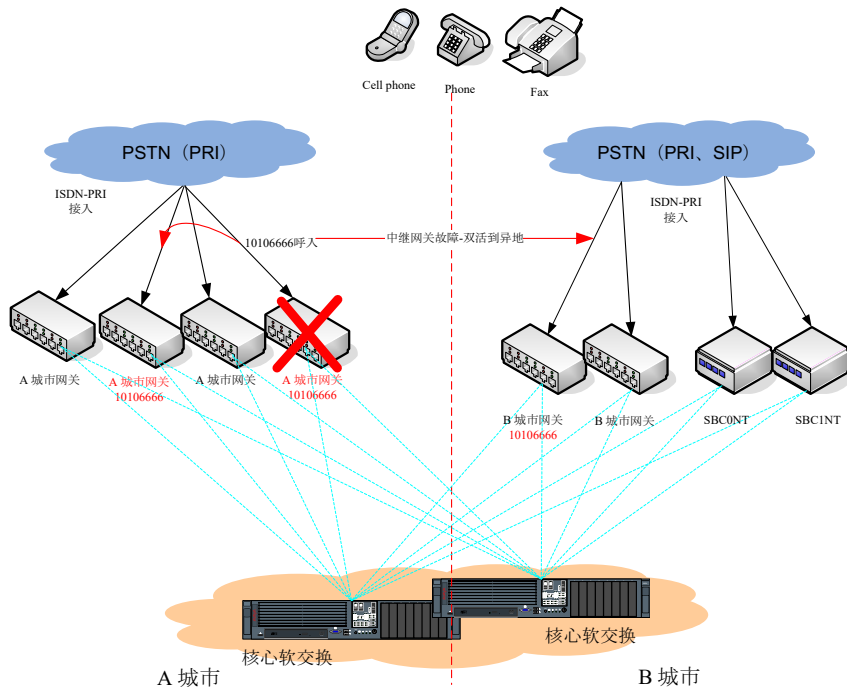 Cell phone
Phone
Fax
PSTN（PRI）
PSTN（PRI、SIP）
ISDN-PRI
接入
ISDN-PRI
接入
10106666呼入
中继网关故障-双活到异地
A 城市网关
A 城市网关
10106666
A 城市网关
A 城市网关
10106666
B 城市网关
10106666
B 城市网关
SBC0NT
SBC1NT
核心软交换
核心软交换
A 城市
B 城市